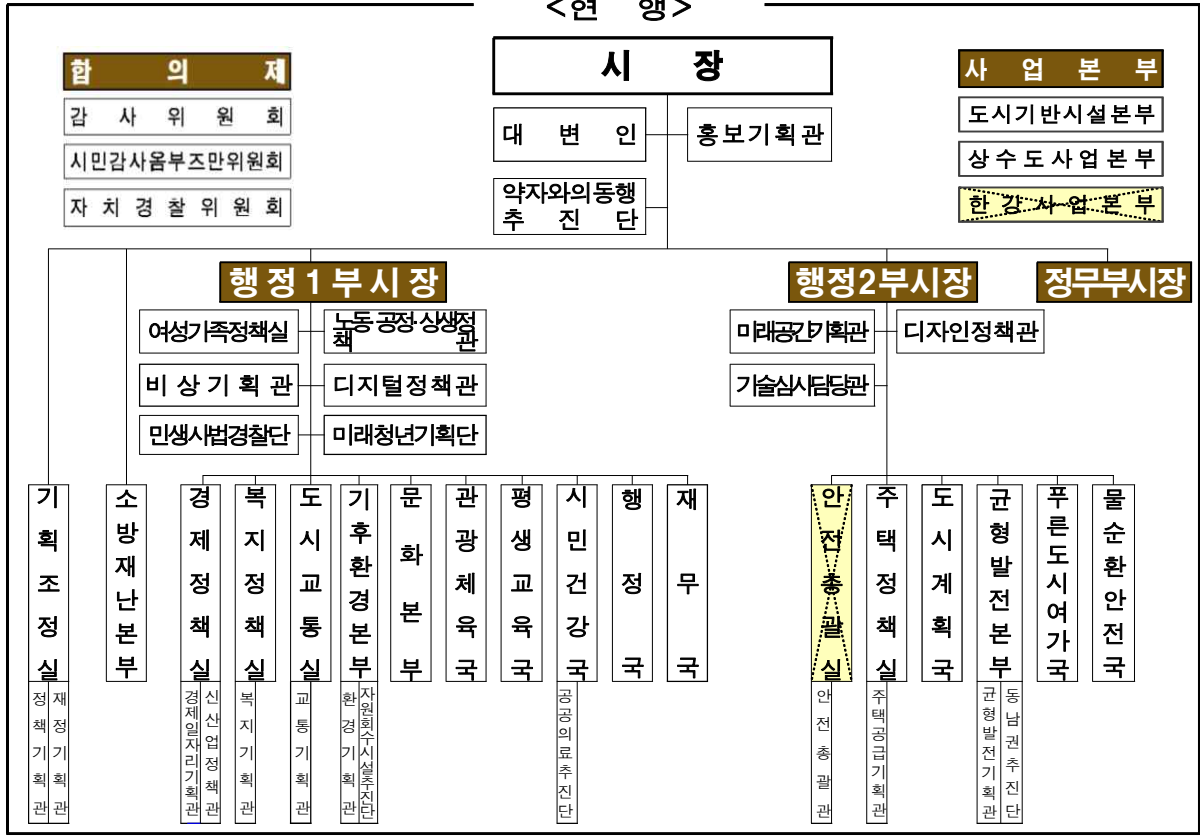 <현 행>
합 의 제
감 사 위 원 회
시민감사옴부즈만위원회
자 치 경 찰 위 원 회
시 장
대 변 인
홍보기획관
약자와의동행
추 진 단
사 업 본 부
도시기반시설본부
상수도사업본부
한강사업본부
행정1부시장
행정2부시장
정무부시장
여성가족정책실
노동·공정·상생정
책 관
비상기획관
디지털정책관
민생사법경찰단
미래청년기획단
미래공간기획관
디자인정책관
기술심사담당관
기획조정실
소방재난본부
경제정책실
복지정책실
도시교통실
기후환경본부
문화본부
관광체육국
평생교육국
시민건강국
행정국
재무국
안전총괄실
주택정책실
도시계획국
균형발전본부
푸른도시여가국
물순환안전국
정책기획관
재정기획관
경제일자리기획관
신산업정책관
복지기획관
교통기획관
환경기획관
자원회수시설추진단
공공의료추진단
안전총괄관
주택공급기획관
균형발전기획관
동남권추진단